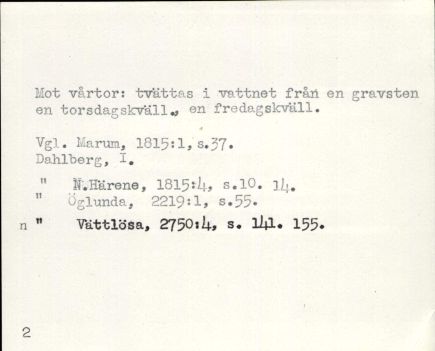 Mot vårtor: tvättas i vattnet från en gravsten
en torsdagskväll., en fredagskväll.
Vgl. Marum, 1815:1, s.37.
Dahlberg, I.
" N.Härene, 1815:4, s.10. 14.
" Öglunda, 2219:1, s.55.
n " Vättlösa, 2750:4, s. 141. 155.
2